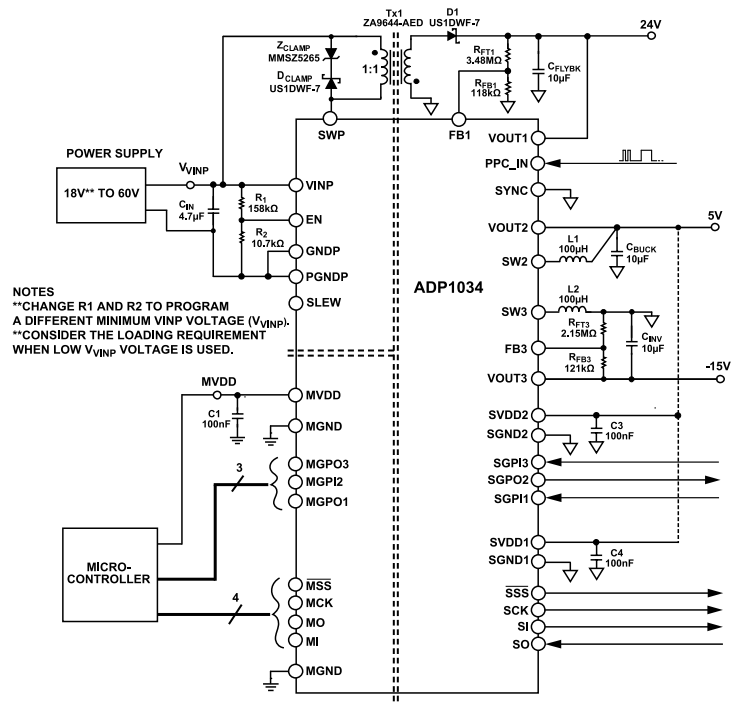 Tx1
ZA9644-AED
D1
US1DWF-7
24V
ZCLAMP
MMSZ5265
DCLAMP
US1DWF-7
1:1
RFT1
3.48MΩ
RFB1
118kΩ
CFLYBK
10µF
SWP
FB1
VOUT1
POWER SUPPLY
18V** TO 60V
VVINP
CIN
4.7µF
R1
158kΩ
R2
10.7kΩ
VINP
EN
GNDP
PGNDP
SLEW
PPC_IN
SYNC
VOUT2
5V
L1
100µH
CBUCK
10µF
SW2
ADP1034
L2
100µH
SW3
RFT3
2.15MΩ
CINV
10µF
FB3
RFB3
121kΩ
VOUT3
-15V
NOTES
**CHANGE R1 AND R2 TO PROGRAM
A DIFFERENT MINIMUM VINP VOLTAGE (VVINP).
**CONSIDER THE LOADING REQUIREMENT
WHEN LOW VVINP VOLTAGE IS USED.
MVDD
C1
100nF
MVDD
MGND
MGPO3
MGPI2
MGPO1
3
SVDD2
C3
100nF
SGND2
SGPI3
SGPO2
SGPI1
SVDD1
C4
100nF
SGND1
MICRO-
CONTROLLER
4
MSS
MCK
MO
MI
MGND
SSS
SCK
SI
SO